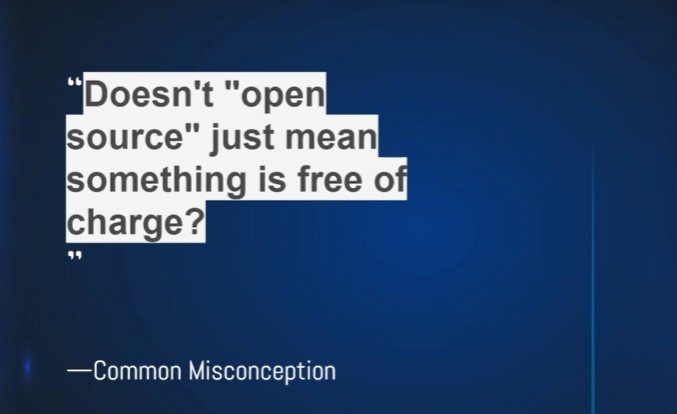 “Doesn't "open
source" just mean
something is free of
charge?
”
—Common Misconception